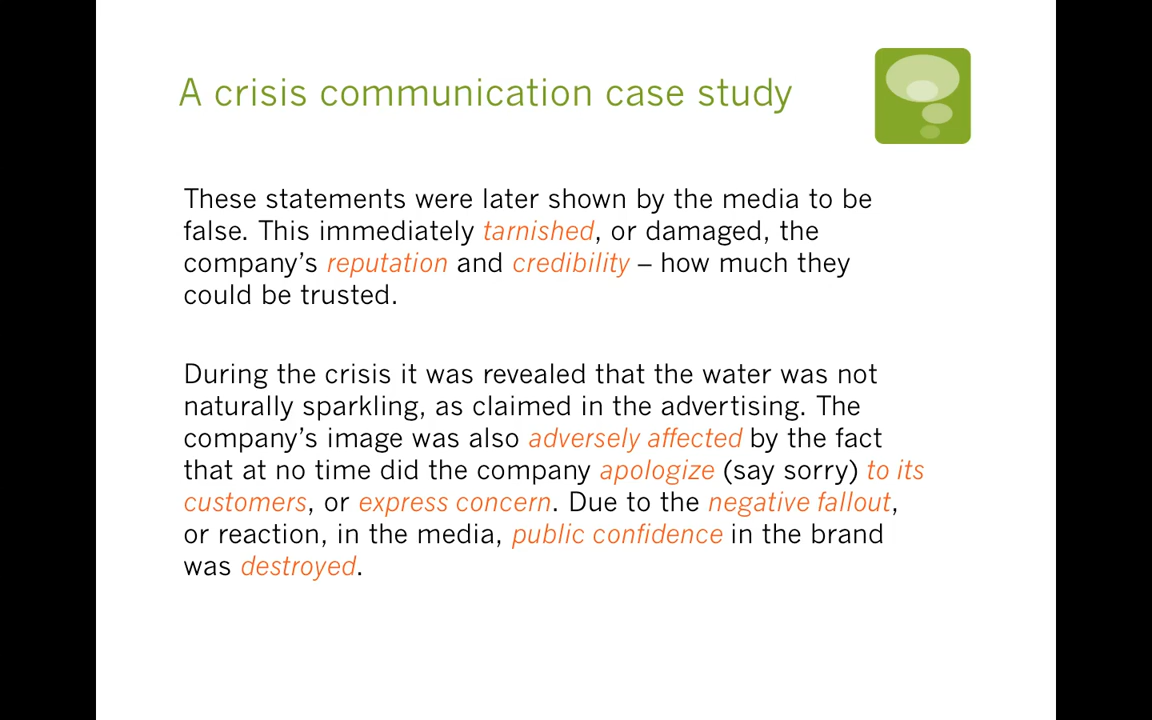 A crisis communication case study
These statements were later shown by the media to be
false. This immediately tarnished, or damaged, the
company’s reputation and credibility – how much they
could be trusted.
During the crisis it was revealed that the water was not
naturally sparkling, as claimed in the advertising. The
company’s image was also adversely affected by the fact
that at no time did the company apologize (say sorry) to its
customers, or express concern. Due to the negative fallout,
or reaction, in the media, public confidence in the brand
was destroyed.